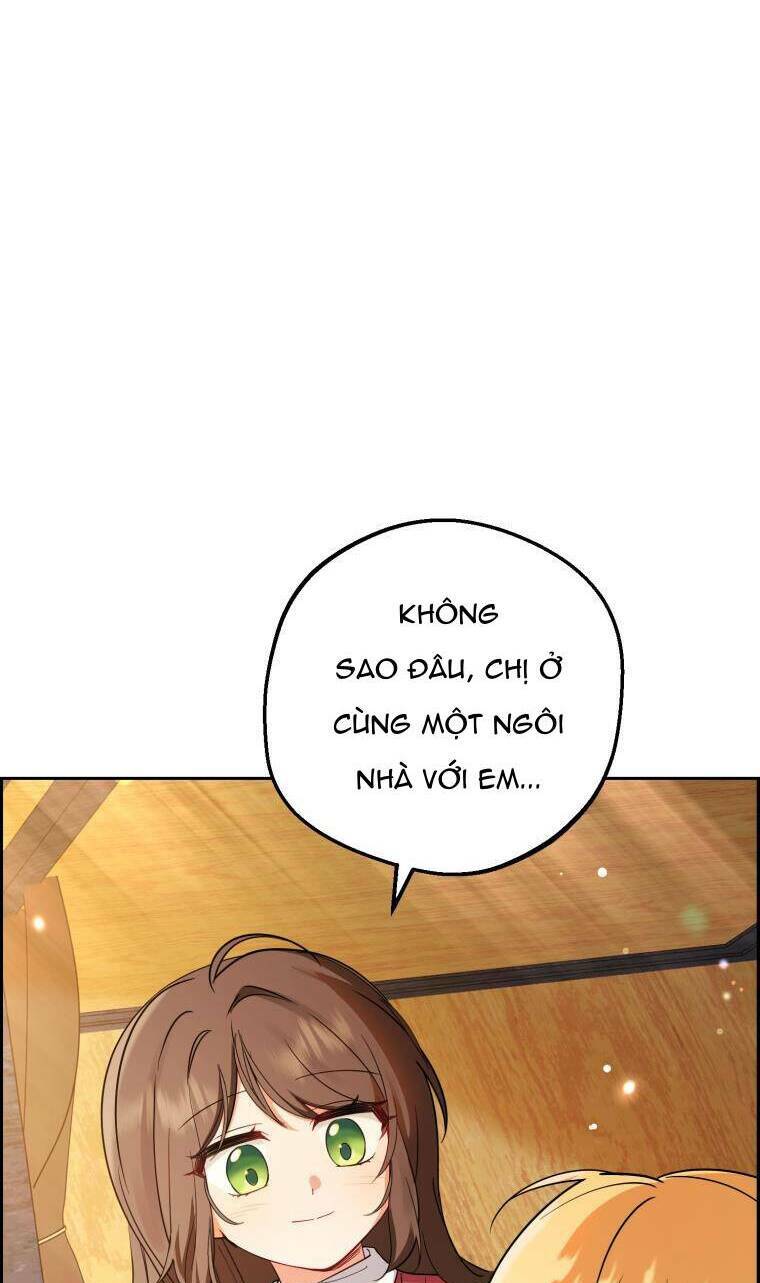 KHÔNG
SAO ĐÂU, CHỊ Ở
CÙNG MỘT NGÔI
NHÀ VỚI EM...